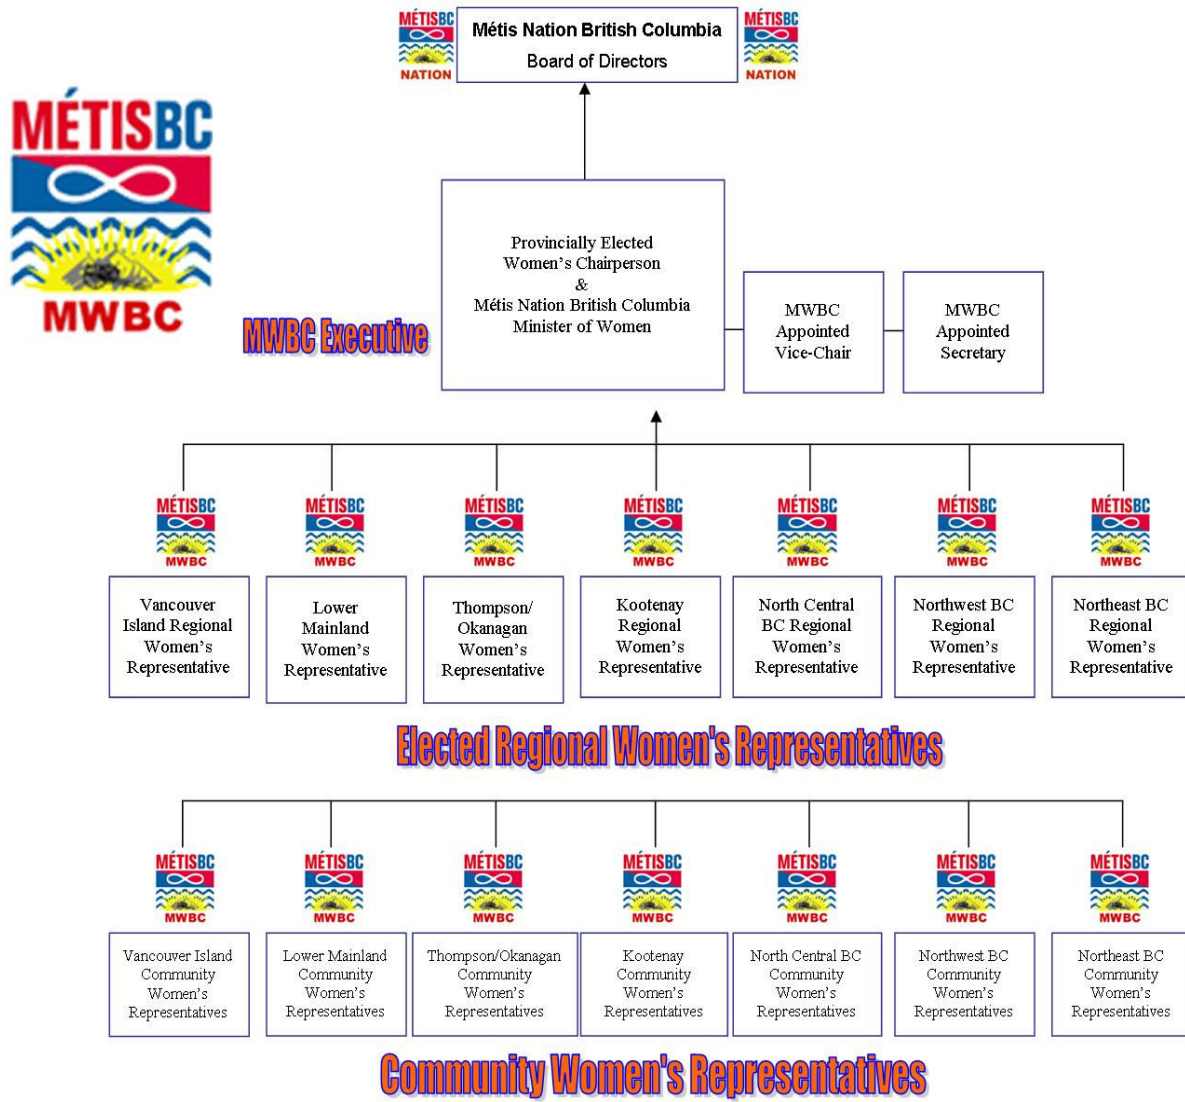 MÉTISBC
NATION
Métis Nation British Columbia
Board of Directors
MÉTISBC
NATION
MÉTISBC
MWBC
Provincially Elected
Women's Chairperson
&
Métis Nation British Columbia
Minister of Women
MWBC
Appointed
Vice-Chair
MWBC
Appointed
Secretary
MWBC Executive
MÉTISBC
MWBC
MÉTISBC
MWBC
MÉTISBC
MWBC
MÉTISBC
MWBC
MÉTISBC
MWBC
MÉTISBC
MWBC
MÉTISBC
MWBC
Vancouver
Island Regional
Women's
Representative
Lower
Mainland
Women's
Representative
Thompson/
Okanagan
Women's
Representative
Kootenay
Regional
Women's
Representative
North Central
BC Regional
Women's
Representative
Northwest BC
Regional
Women's
Representative
Northeast BC
Regional
Women's
Representative
Elected Regional Women's Representatives
MÉTISBC
MWBC
MÉTISBC
MWBC
MÉTISBC
MWBC
MÉTISBC
MWBC
MÉTISBC
MWBC
MÉTISBC
MWBC
MÉTISBC
MWBC
Vancouver Island
Community
Women's
Representatives
Lower Mainland
Community
Women's
Representatives
Thompson/Okanagan
Community
Women's
Representatives
Kootenay
Community
Women's
Representatives
North Central BC
Community
Women's
Representatives
Northwest BC
Community
Women's
Representatives
Northeast BC
Community
Women's
Representatives
Community Women's Representatives